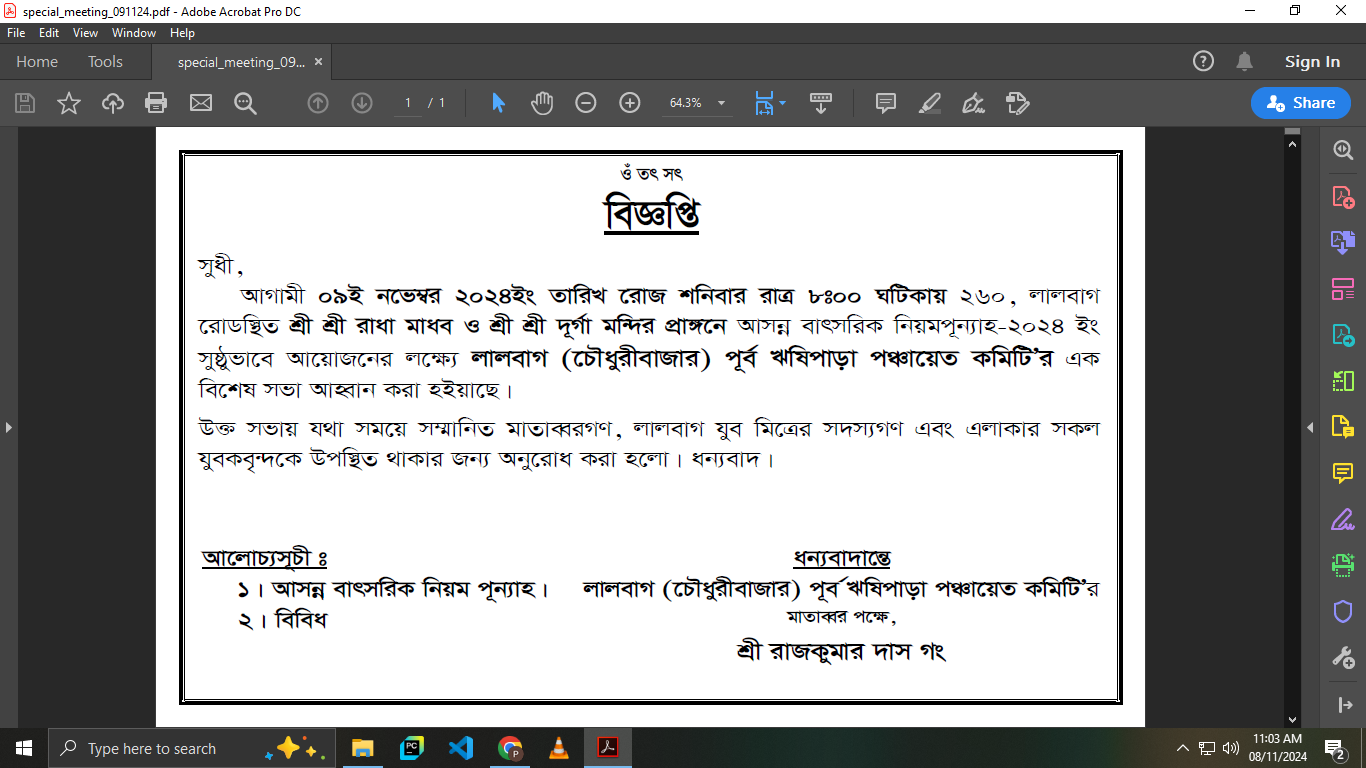 special_meeting_091124.pdf - Adobe Acrobat Pro DC
File Edit View Window Help
Home Tools special_meeting_09... × Sign In
1 / 1 64.3% Share
ওঁ তৎ সৎ
বিজ্ঞপ্তি
সুধী,
আগামী ০৯ই নভেম্বর ২০২৪ইং তারিখ রোজ শনিবার রাত্র ৮ঃ০০ ঘটিকায় ২৬০, লালবাগ
রোডস্থিত শ্রী শ্রী রাধা মাধব ও শ্রী শ্রী দূর্গা মন্দির প্রাঙ্গনে আসন্ন বাৎসরিক নিয়মপূন্যাহ-২০২৪ ইং
সুষ্ঠুভাবে আয়োজনের লক্ষ্যে লালবাগ (চৌধুরীবাজার) পূর্ব ঋষিপাড়া পঞ্চায়েত কমিটি’র এক
বিশেষ সভা আহ্বান করা হইয়াছে।
উক্ত সভায় যথা সময়ে সম্মানিত মাতাব্বরগণ, লালবাগ যুব মিত্রের সদস্যগণ এবং এলাকার সকল
যুবকবৃন্দকে উপস্থিত থাকার জন্য অনুরোধ করা হলো। ধন্যবাদ।
আলোচ্যসূচী ঃ
১। আসন্ন বাৎসরিক নিয়ম পূন্যাহ।
২। বিবিধ
ধন্যবাদান্তে
লালবাগ (চৌধুরীবাজার) পূর্ব ঋষিপাড়া পঞ্চায়েত কমিটি’র
মাতাব্বর পক্ষে,
শ্রী রাজকুমার দাস গং
Type here to search
11:03 AM
08/11/2024
2